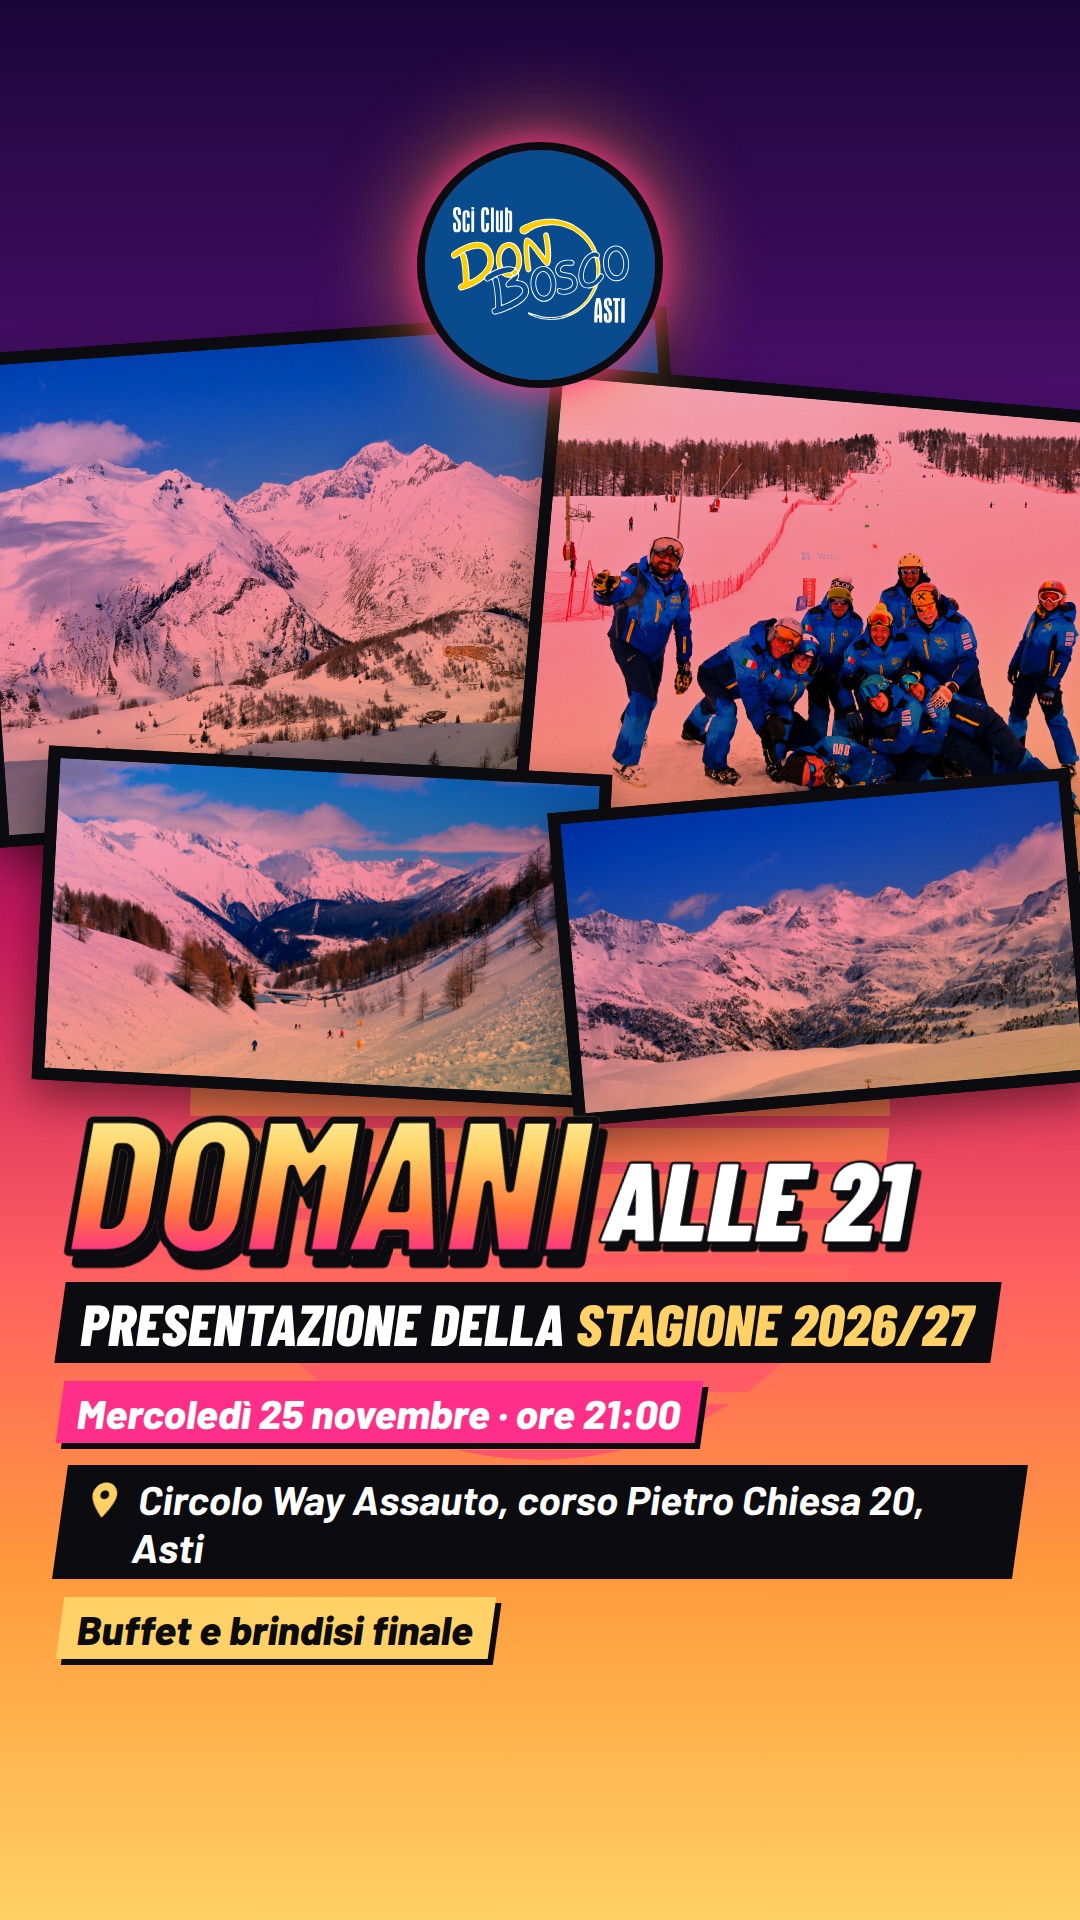 Sci Club
DON
BOSCO
ASTI
DOMANI ALLE 21
PRESENTAZIONE DELLA STAGIONE 2026/27
Mercoledì 25 novembre · ore 21:00
Circolo Way Assauto, corso Pietro Chiesa 20,
Asti
Buffet e brindisi finale